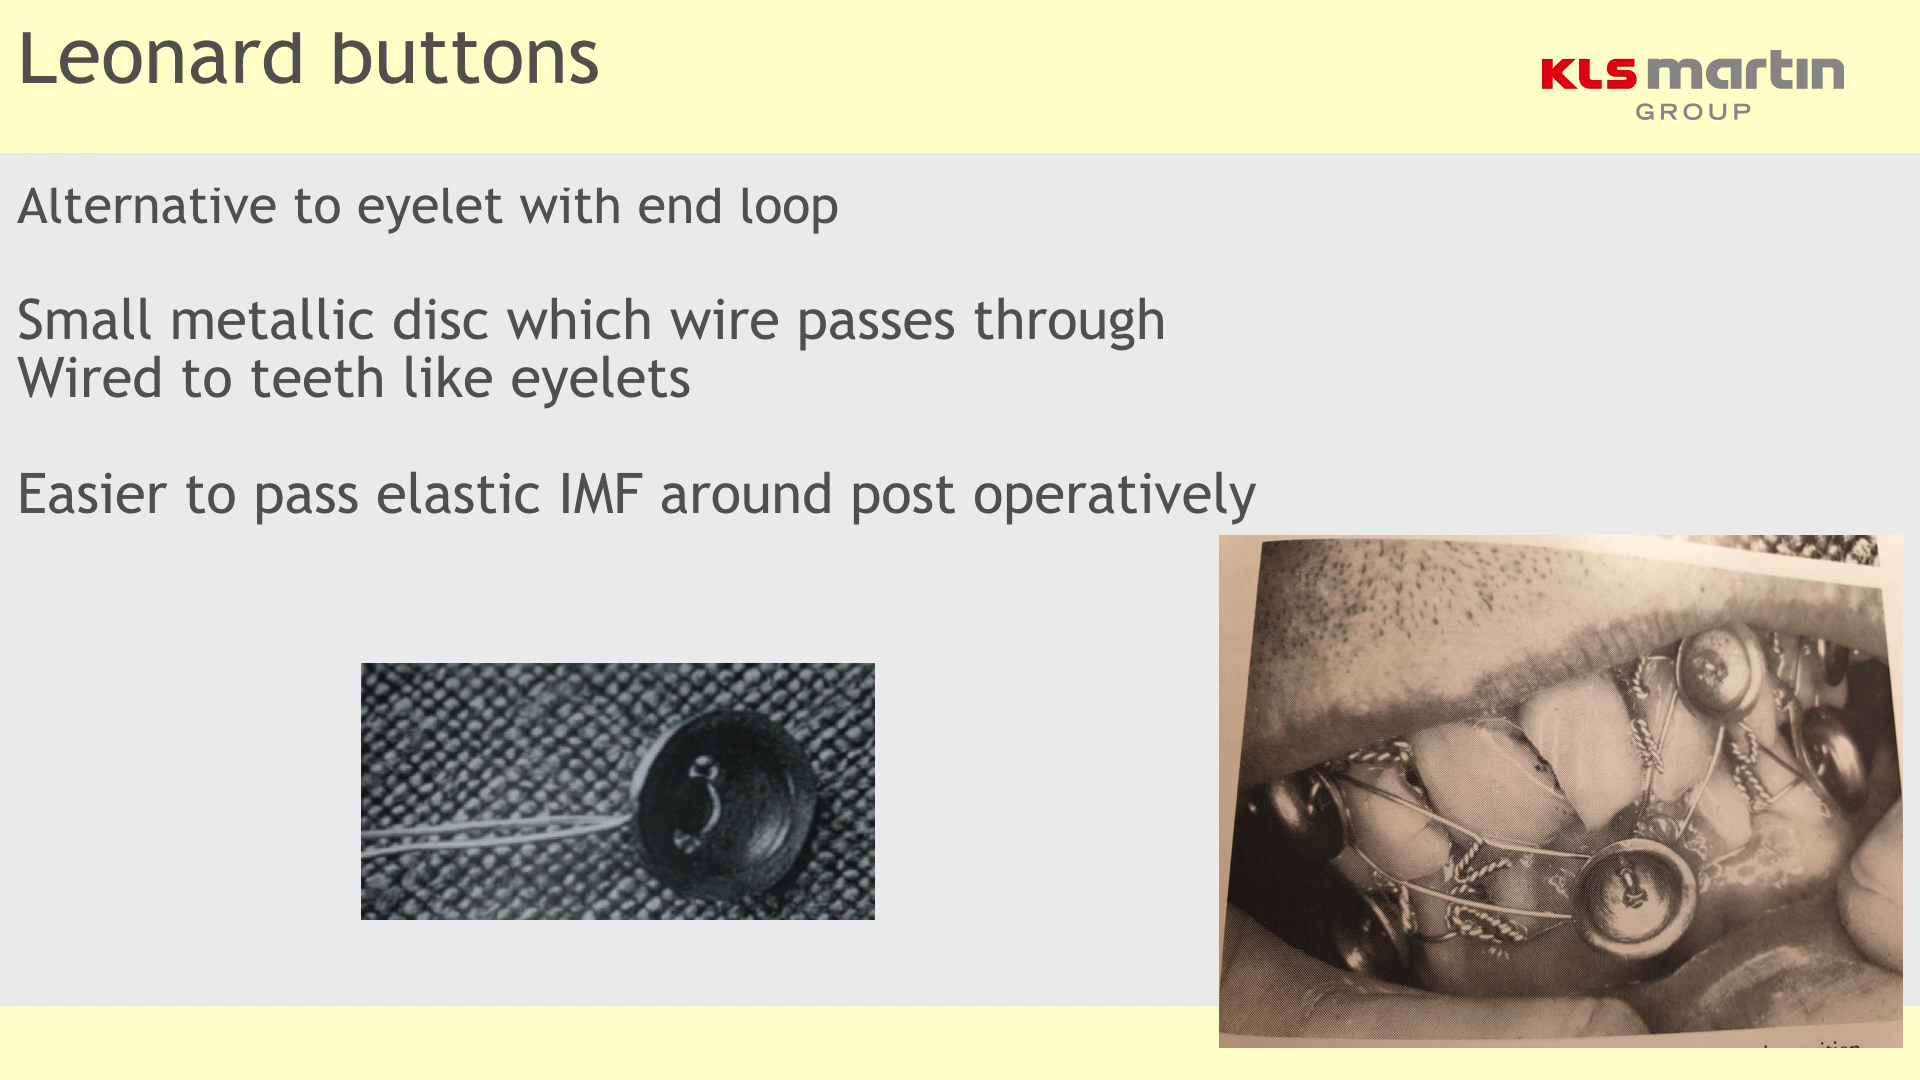 Leonard buttons
KLS martin
GROUP
Alternative to eyelet with end loop
Small metallic disc which wire passes through
Wired to teeth like eyelets
Easier to pass elastic IMF around post operatively